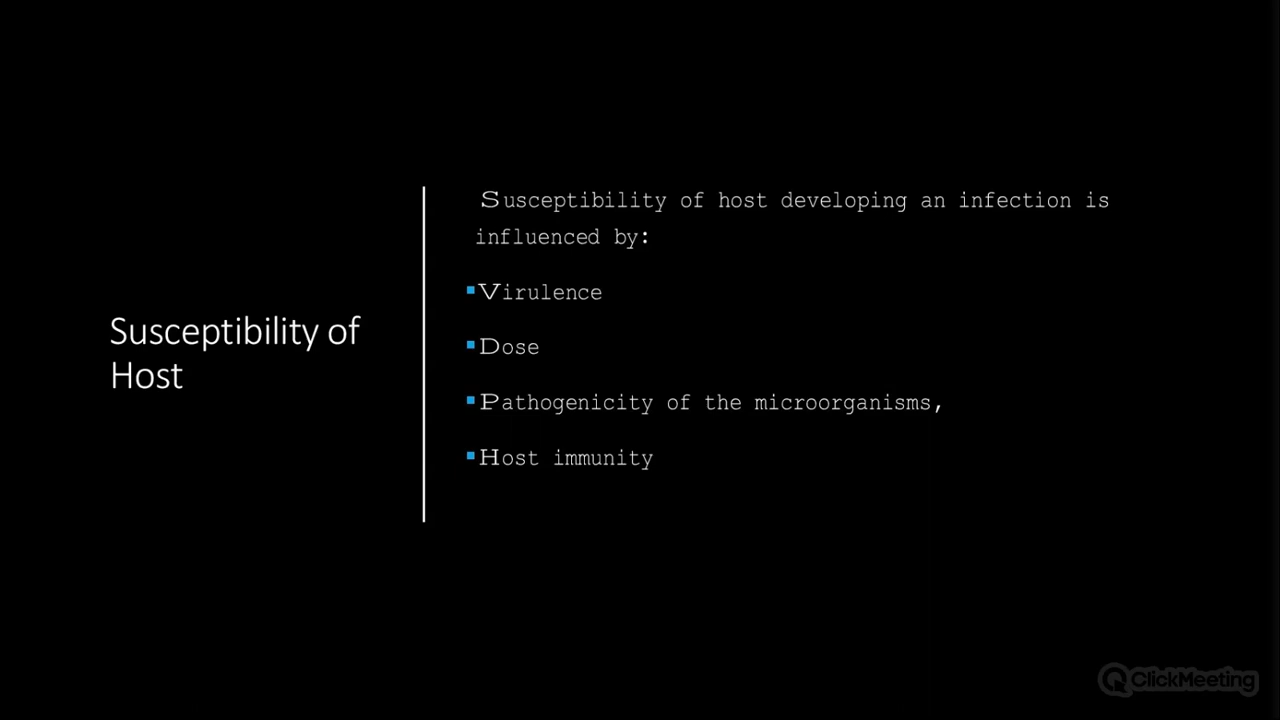 Susceptibility of
Host
Susceptibility of host developing an infection is
influenced by:
▪Virulence
▪Dose
▪Pathogenicity of the microorganisms,
▪Host immunity
ClickMeeting